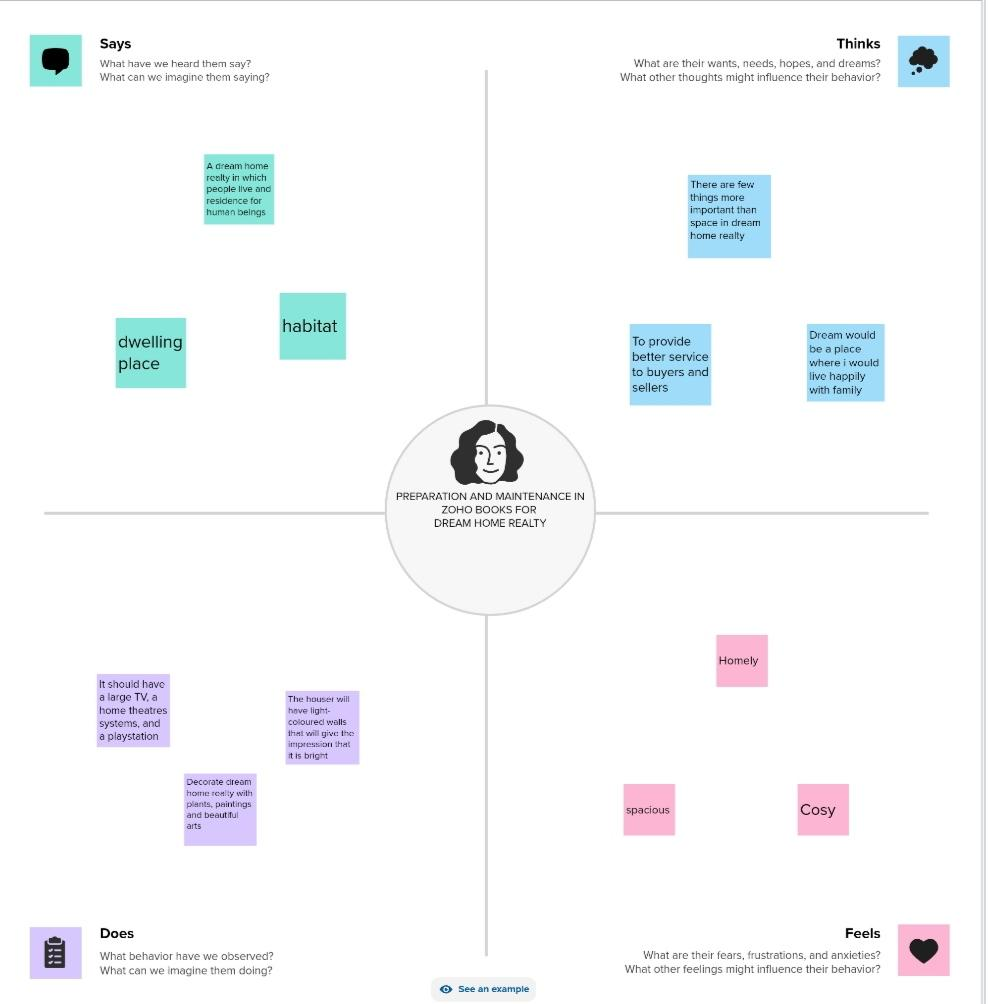 Says
What have we heard them say?
What can we imagine them saying?
Thinks
What are their wants, needs, hopes, and dreams?
What other thoughts might influence their behavior?
A dream home
realty in which
people live and
residence for
human beings
There are few
things more
important than
space in dream
home realty
habitat
dwelling
place
To provide
better service
to buyers and
sellers
Dream would
be a place
where i would
live happily
with family
PREPARATION AND MAINTENANCE IN
ZOHO BOOKS FOR
DREAM HOME REALTY
It should have
a large TV, a
home theatres
systems, and
a playstation
The houser will
have light-
coloured walls
that will give the
impression that
it is bright
Decorate dream
home realty with
plants, paintings
and beautiful
arts
Homely
spacious
Cosy
Does
What behavior have we observed?
What can we imagine them doing?
Feels
What are their fears, frustrations, and anxieties?
What other feelings might influence their behavior?
See an example